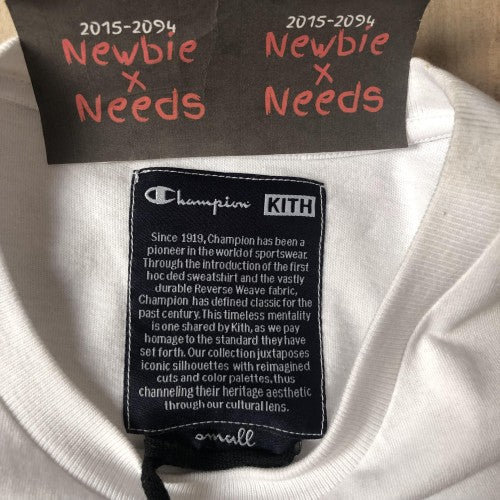 2015-2094
Newbie
x
Needs
2015-2094
Newbie
x
Needs
Champion KITH
Since 1919, Champion has been a
pioneer in the world of sportswear.
Through the introduction of the first
hoc ded sweatshirt and the vastly
durable Reverse Weave fabric,
Champion has defined classic for the
past century. This timeless mentality
is one shared by Kith, as we pay
homage to the standard they have
set forth. Our collection juxtaposes
iconic silhouettes with reimagined
cuts and color palettes, thus
channeling their heritage aesthetic
through our cultural lens.
small